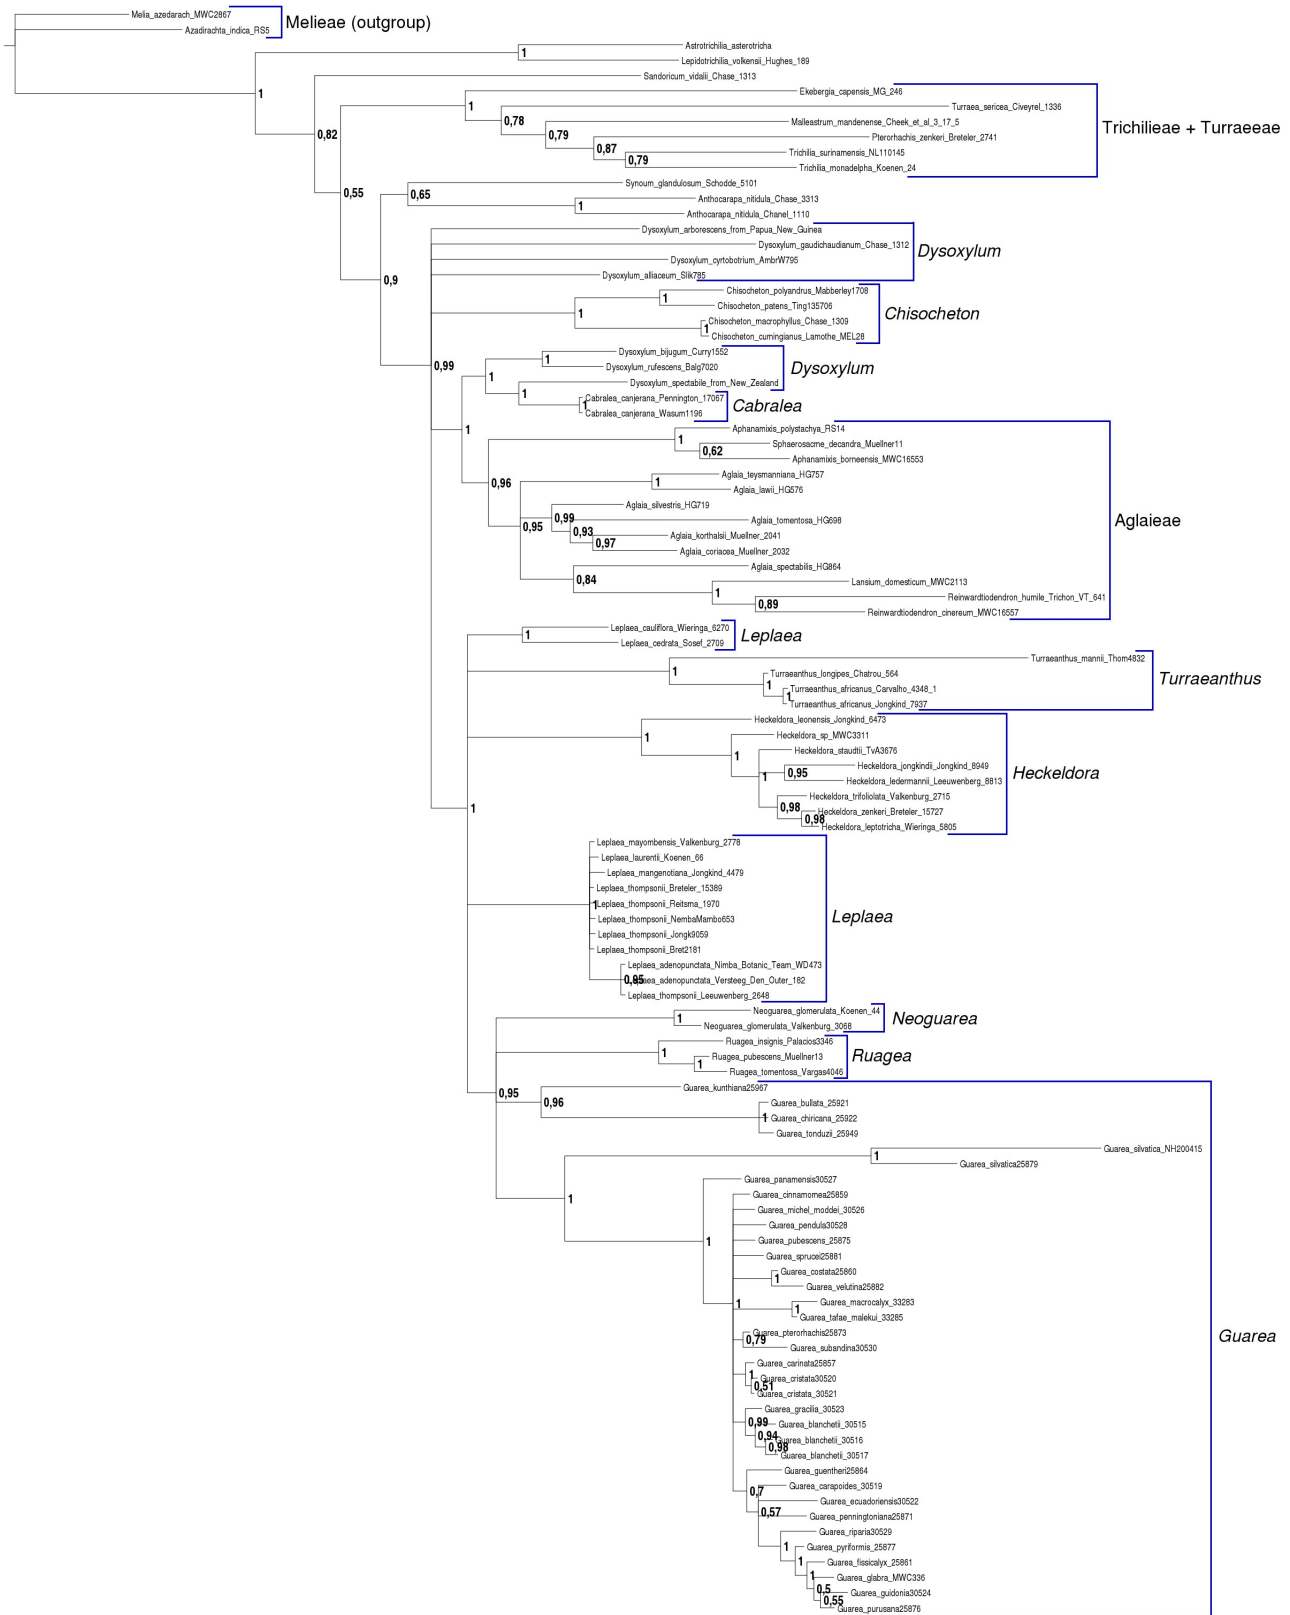 Melia_azedarach_MWC2867
Melieae (outgroup)
Azadirachta_indica_RS5
Astrotrichilia_asterotricha
1
Lepidotrichilia_volkensii_Hughes_189
Sandoricum_vidalii_Chase_1313
1
Ekebergia_capensis_MG_246
1
Turraea_sericea_Civeyrel_1336
0,78
Malleastrum_mandenense_Cheek_et_al_3_17_5
Trichilieae + Turraeeae
0,82
0,79
Pterorhachis_zenkeri_Breteler_2741
0,87
Trichilia_surinamensis_NL110145
0,79
Trichilia_monadelpha_Koenen_24
Synoum_glandulosum_Schodde_5101
0,55
0,65
Anthocarapa_nitidula_Chase_3313
1
Anthocarapa_nitidula_Chanel_1110
Dysoxylum_arborescens_from_Papua_New_Guinea
Dysoxylum_gaudichaudianum_Chase_1312
Dysoxylum
Dysoxylum_cyrtobotrium_AmbrW795
Dysoxylum_alliaceum_Slik785
0,9
Chisocheton_polyandrus_Mabberley1708
1
Chisocheton_patens_Ting135706
1
Chisocheton
Chisocheton_macrophyllus_Chase_1309
1
Chisocheton_cumingianus_Lamothe_MEL28
Dysoxylum_bijugum_Curry1552
1
0,99
Dysoxylum_rufescens_Balg7020
Dysoxylum
1
Dysoxylum_spectabile_from_New_Zealand
1
Cabralea_canjerana_Pennington_17067
1
Cabralea
Cabralea_canjerana_Wasum1196
1
Aphanamixis_polystachya_RS14
1
Sphaerosacme_decandra_Muellner11
0,62
Aphanamixis_borneensis_MWC16553
Aglaia_teysmanniana_HG757
0,96
1
Aglaia_lawii_HG576
Aglaia_silvestris_HG719
0,99
Aglaia_tomentosa_HG698
Aglaieae
0,95
0,93
Aglaia_korthalsii_Muellner_2041
0,97
Aglaia_coriacea_Muellner_2032
Aglaia_spectabilis_HG864
0,84
Lansium_domesticum_MWC2113
1
Reinwardtiodendron_humile_Trichon_VT_641
0,89
Reinwardtiodendron_cinereum_MWC16557
Leplaea_cauliflora_Wieringa_6270
1
Leplaea
Leplaea_cedrata_Sosef_2709
Turraeanthus_mannii_Thom4832
1
Turraeanthus_longipes_Chatrou_564
Turraeanthus
1
Turraeanthus_africanus_Carvalho_4348_1
1
Turraeanthus_africanus_Jongkind_7937
Heckeldora_leonensis_Jongkind_6473
1
Heckeldora_sp_MWC3311
1
Heckeldora_staudtii_TvA3676
Heckeldora_jongkindii_Jongkind_8949
Heckeldora
1
0,95
Heckeldora_ledermannii_Leeuwenberg_8813
Heckeldora_trifoliolata_Valkenburg_2715
1
0,98
Heckeldora_zenkeri_Breteler_15727
0,98
Heckeldora_leptotricha_Wieringa_5805
Leplaea_mayombensis_Valkenburg_2778
Leplaea_laurentii_Koenen_66
Leplaea_mangenotiana_Jongkind_4479
Leplaea_thompsonii_Breteler_15389
1
Leplaea_thompsonii_Reitsma_1970
Leplaea
Leplaea_thompsonii_NembaMambo653
Leplaea_thompsonii_Jongk9059
Leplaea_thompsonii_Bret2181
Leplaea_adenopunctata_Nimba_Botanic_Team_WD473
0,95
Leplaea_adenopunctata_Versteeg_Den_Outer_182
Leplaea_thompsonii_Leeuwenberg_2648
Neoguarea_glomerulata_Koenen_44
1
Neoguarea
Neoguarea_glomerulata_Valkenburg_3068
Ruagea_insignis_Palacios3346
1
Ruagea_pubescens_Muellner13
Ruagea
1
Ruagea_tomentosa_Vargas4046
0,95
Guarea_kunthiana25967
0,96
Guarea_bullata_25921
1
Guarea_chiricana_25922
Guarea_tonduzii_25949
Guarea_silvatica_NH200415
1
Guarea_silvatica25879
1
Guarea_panamensis30527
Guarea_cinnamomea25859
Guarea_michel_moddei_30526
Guarea_pendula30528
1
Guarea_pubescens_25875
Guarea_sprucei25881
Guarea_costata25860
1
Guarea_velutina25882
1
Guarea_macrocalyx_33283
1
Guarea_tafae_malekui_33285
Guarea_pterorhachis25873
0,79
Guarea
Guarea_subandina30530
Guarea_carinata25857
1
Guarea_cristata30520
0,51
Guarea_cristata_30521
Guarea_gracilia_30523
0,99
Guarea_blanchetii_30515
0,94
Guarea_blanchetii_30516
0,98
Guarea_blanchetii_30517
Guarea_guentheri25864
0,7
Guarea_carapoides_30519
Guarea_ecuadoriensis30522
0,57
Guarea_penningtoniana25871
Guarea_riparia30529
1
Guarea_pyriformis_25877
1
Guarea_fissicalyx_25861
1
Guarea_glabra_MWC336
0,5
Guarea_guidonia30524
0,55
Guarea_purusana25876